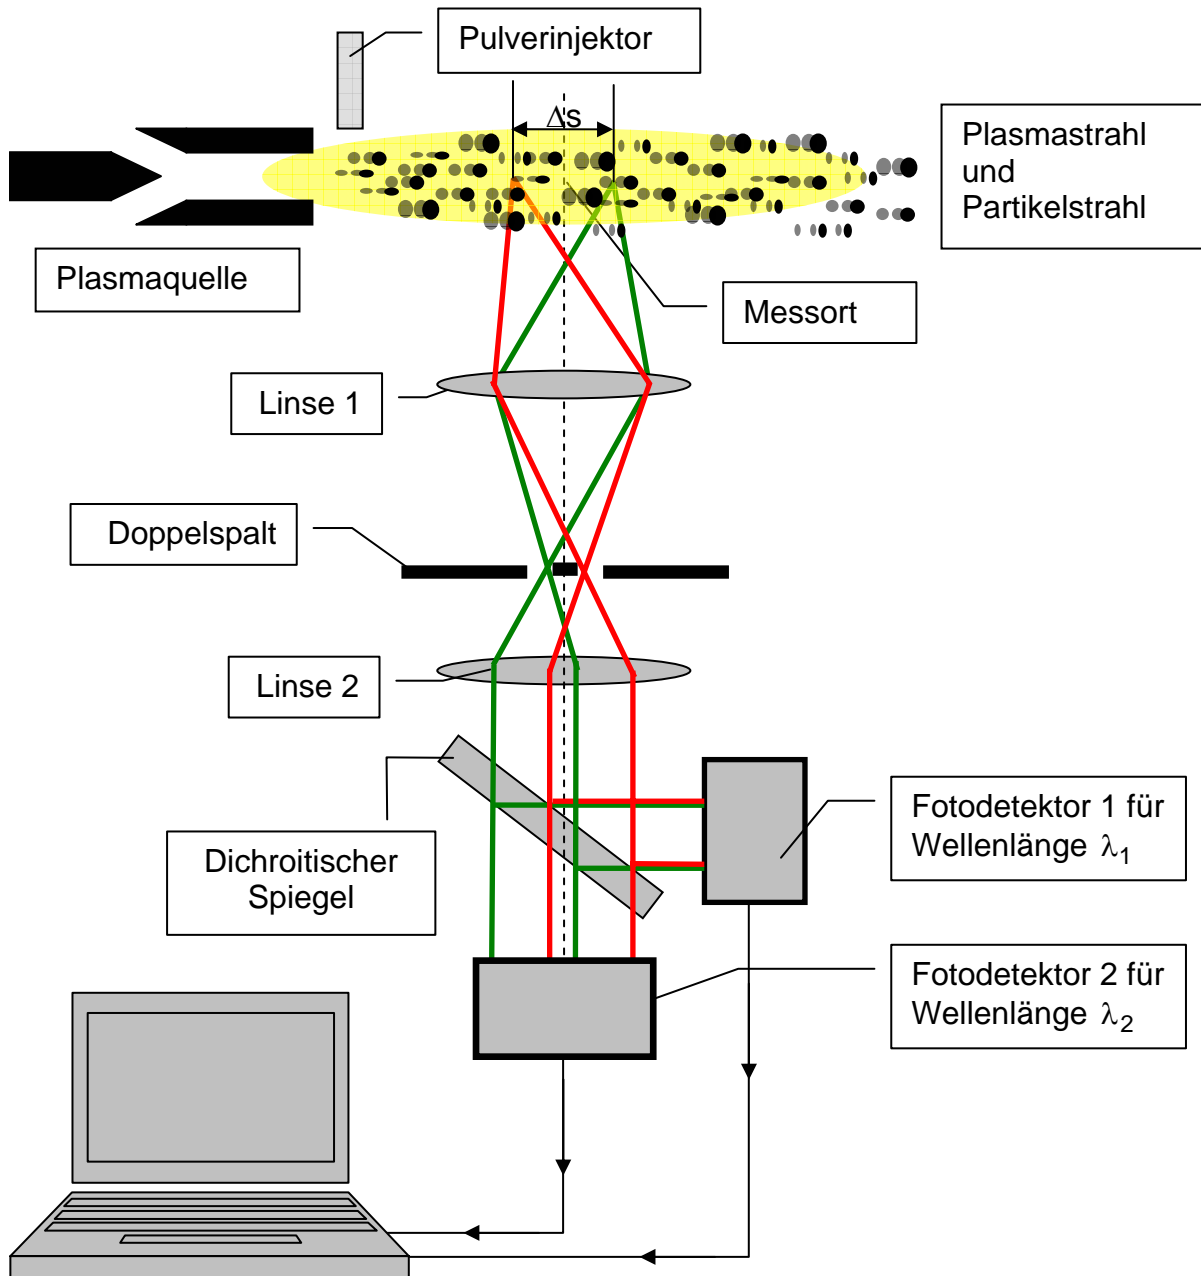 Pulverinjektor
Δs
Plasmastrahl
und
Partikelstrahl
Plasmaquelle
Messort
Linse 1
Doppelspalt
Linse 2
Dichroitischer
Spiegel
Fotodetektor 1 für
Wellenlänge λ₁
Fotodetektor 2 für
Wellenlänge λ₂